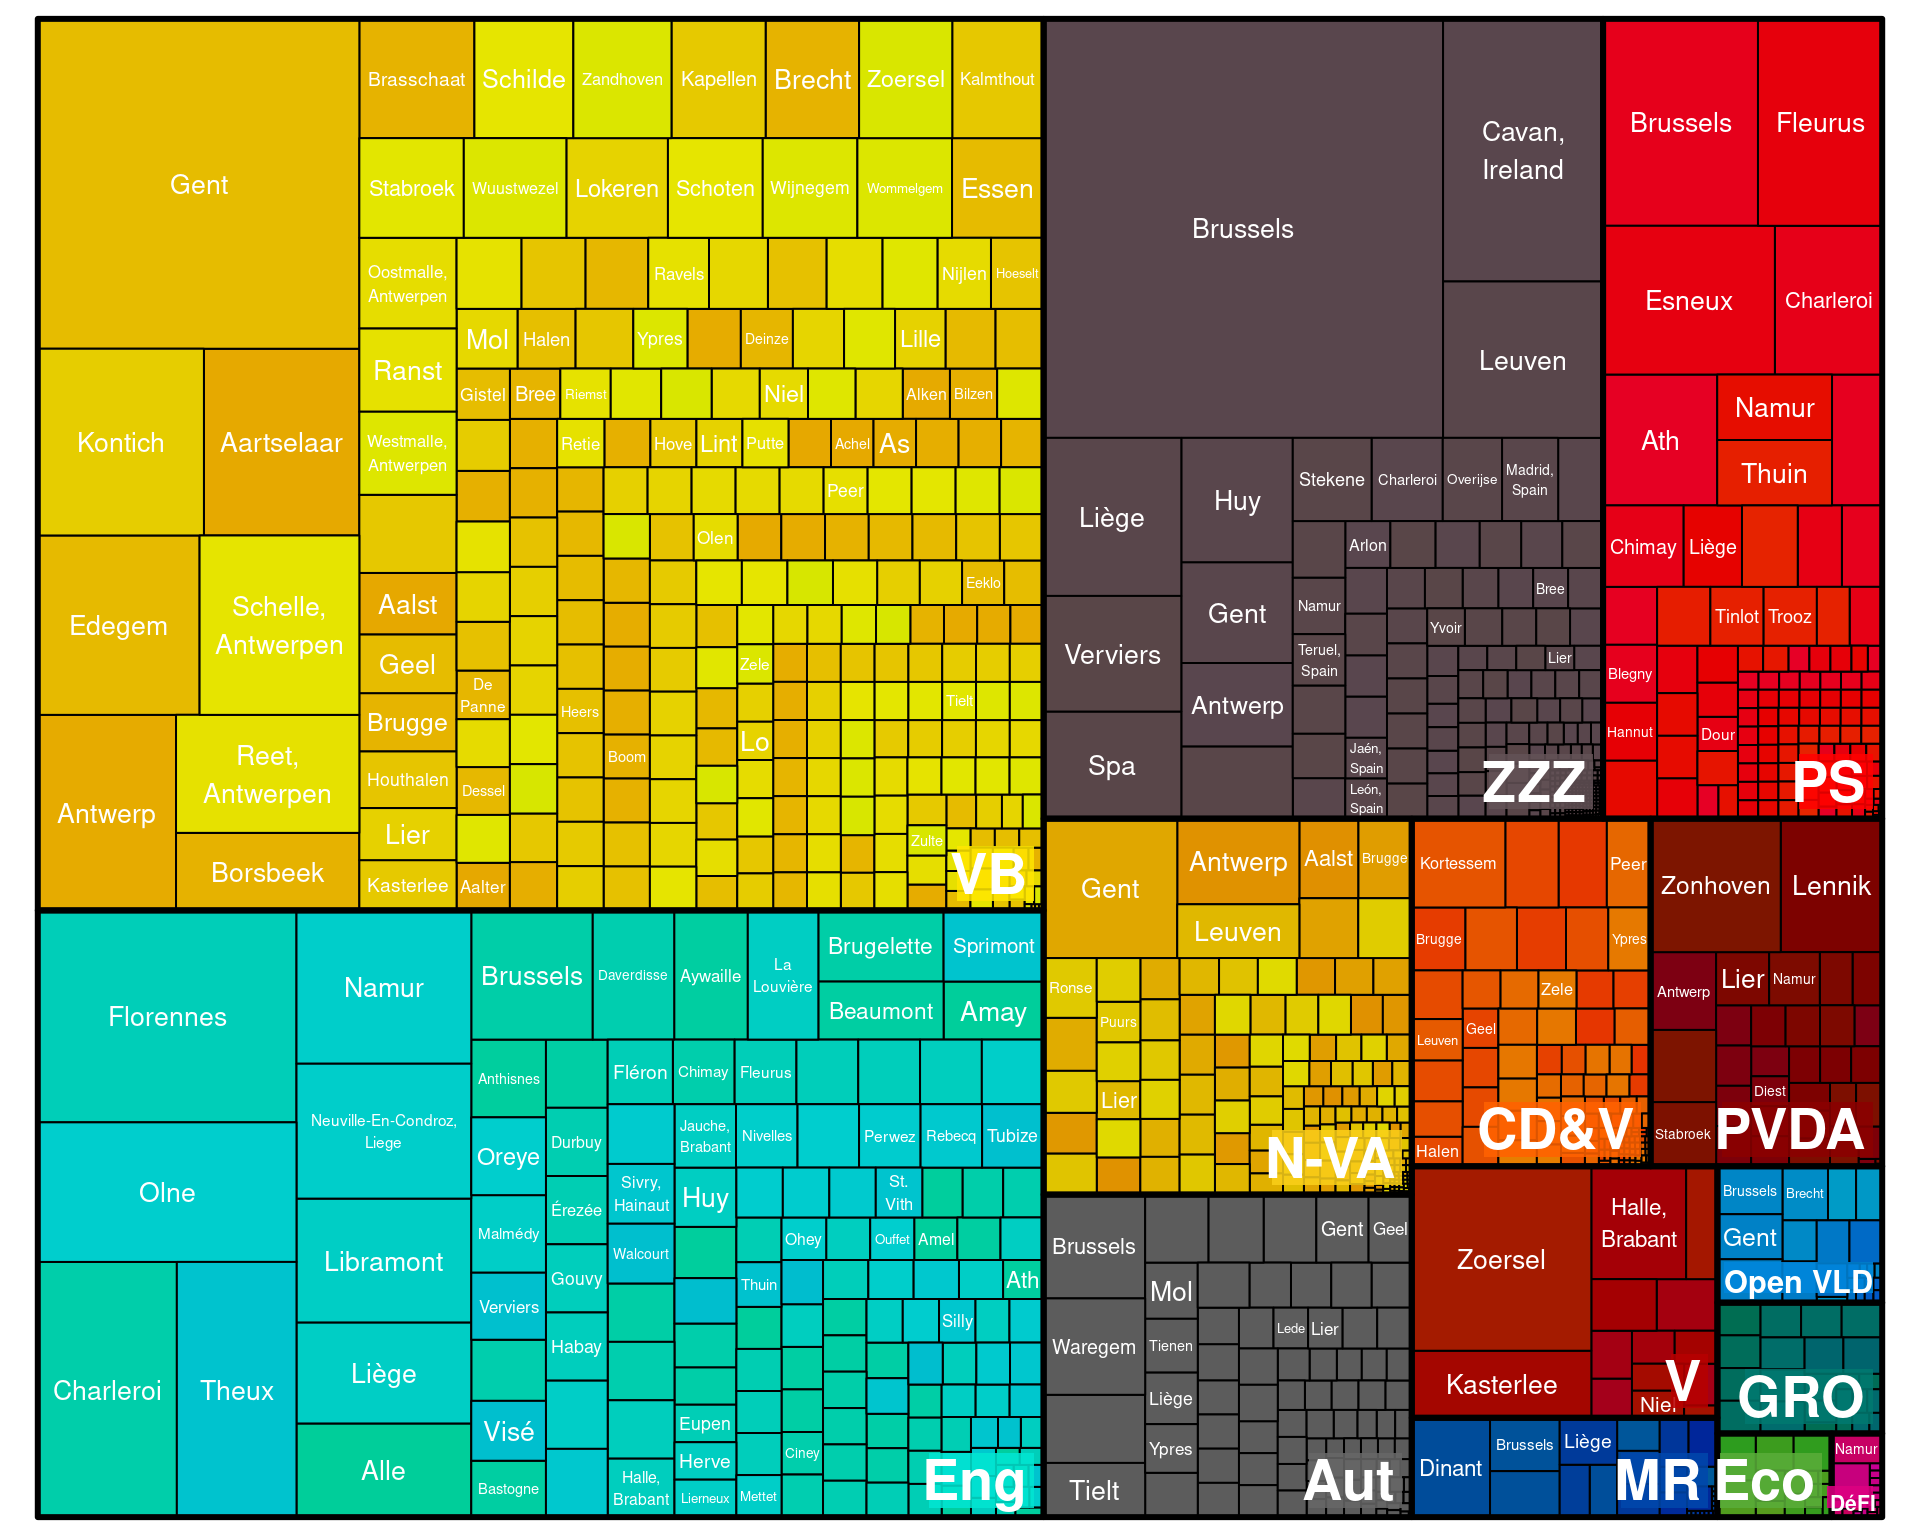 Gent
Brasschaat
Schilde
Zandhoven
Kapellen
Brecht
Zoersel
Kalmthout
Stabroek
Wuustwezel
Lokeren
Schoten
Wijnegem
Wommelgem
Essen
Oostmalle,
Antwerpen
Ravels
Nijlen
Hoeselt
Mol
Halen
Ypres
Deinze
Lille
Ranst
Gistel
Bree
Riemst
Niel
Alken
Bilzen
Kontich
Aartselaar
Westmalle,
Antwerpen
Retie
Hove
Lint
Putte
Achel
As
Peer
Olen
Eeklo
Edegem
Schelle,
Antwerpen
Aalst
Geel
Zele
De
Panne
Tielt
Heers
Brugge
Lo
Boom
Antwerp
Reet,
Antwerpen
Houthalen
Dessel
Lier
Zulte
Borsbeek
Kasterlee
Aalter
VB
Brussels
Cavan,
Ireland
Leuven
Liège
Huy
Stekene
Charleroi
Overijse
Madrid,
Spain
Arlon
Bree
Gent
Namur
Yvoir
Verviers
Teruel,
Spain
Lier
Antwerp
Spa
Jaén,
Spain
León,
Spain
ZZZ
Brussels
Fleurus
Esneux
Charleroi
Ath
Namur
Thuin
Chimay
Liège
Tinlot
Trooz
Blegny
Hannut
Dour
PS
Gent
Antwerp
Aalst
Brugge
Leuven
Ronse
Puurs
Lier
N-VA
Kortessem
Peer
Brugge
Ypres
Zele
Leuven
Geel
Halen
CD&V
Zonhoven
Lennik
Antwerp
Lier
Namur
Diest
Stabroek
PVDA
Florennes
Namur
Brussels
Daverdisse
Aywaille
La
Louvière
Brugelette
Sprimont
Beaumont
Amay
Neuville-En-Condroz,
Liege
Anthisnes
Fléron
Chimay
Fleurus
Olne
Oreye
Durbuy
Jauche,
Brabant
Nivelles
Perwez
Rebecq
Tubize
Libramont
Malmédy
Érezée
Sivry,
Hainaut
Huy
St.
Vith
Walcourt
Ohey
Ouffet
Amel
Charleroi
Theux
Liège
Verviers
Gouvy
Thuin
Ath
Habay
Silly
Alle
Visé
Eupen
Ciney
Herve
Bastogne
Halle,
Brabant
Lierneux
Mettet
Eng
Brussels
Gent
Geel
Mol
Waregem
Tienen
Lede
Lier
Liège
Ypres
Tielt
Aut
Zoersel
Halle,
Brabant
Kasterlee
V
Brussels
Brecht
Gent
Open VLD
GRO
Dinant
Brussels
Liège
MR
Eco
Namur
DéFI